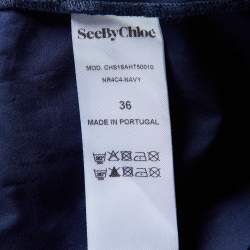 SeeByChloé
MOD. CHS18AHT50010
NR4C4-NAVY
36
MADE IN PORTUGAL